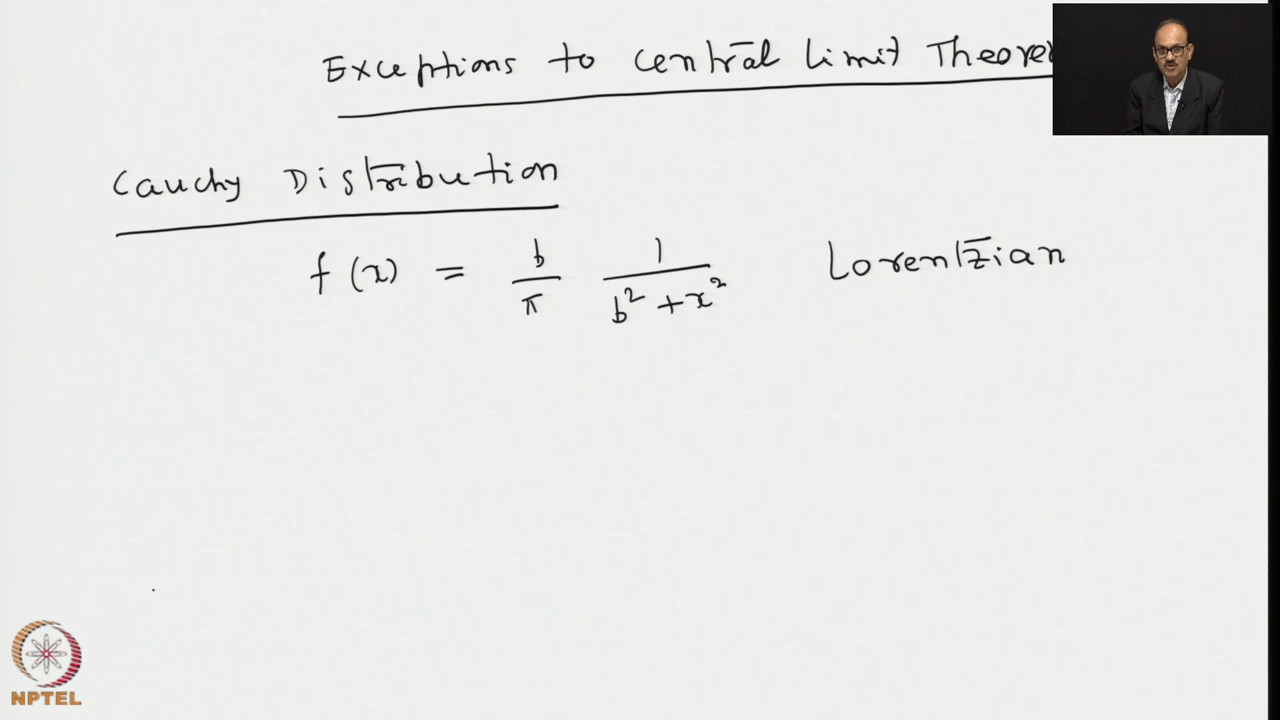 Exceptions to Central Limit Theore
Cauchy Distribution
f(x) = b/π 1/(b² + x²) Lorentzian
NPTEL